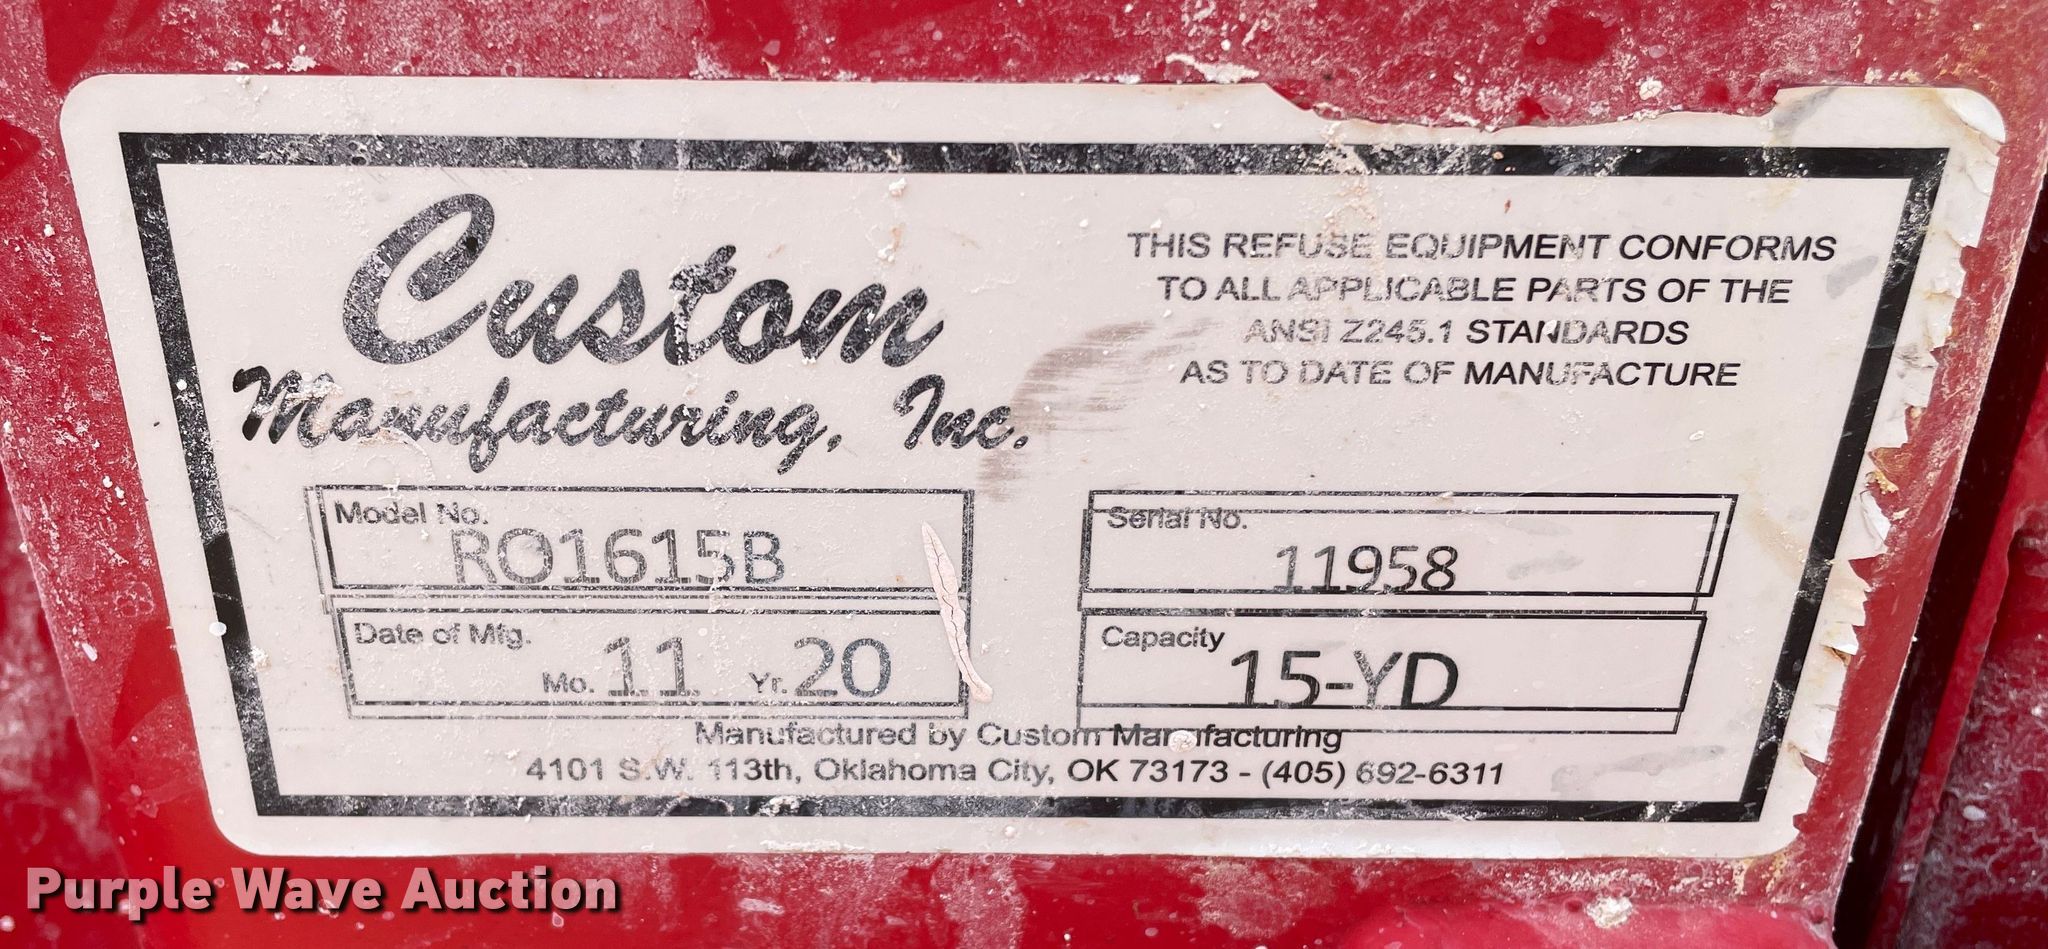 Custom
Manufacturing, Inc.
THIS REFUSE EQUIPMENT CONFORMS
TO ALL APPLICABLE PARTS OF THE
ANSI Z245.1 STANDARDS
AS TO DATE OF MANUFACTURE
Model No.
RO1615B
Serial No.
11958
Date of Mfg.
Mo. 11 Yr. 20
Capacity
15-YD
Manufactured by Custom Manufacturing
4101 S.W. 113th, Oklahoma City, OK 73173 - (405) 692-6311
Purple Wave Auction